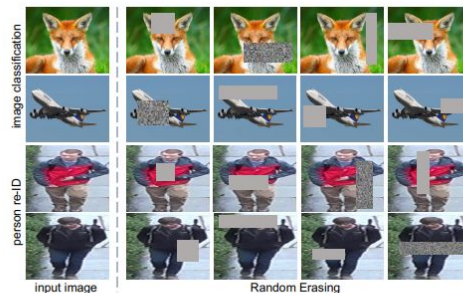 image classification
person re-ID
input image
Random Erasing